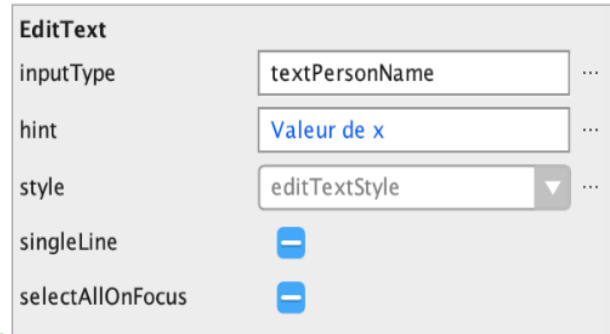 EditText
inputType textPersonName ...
hint Valeur de x ...
style editTextStyle ...
singleLine
selectAllOnFocus